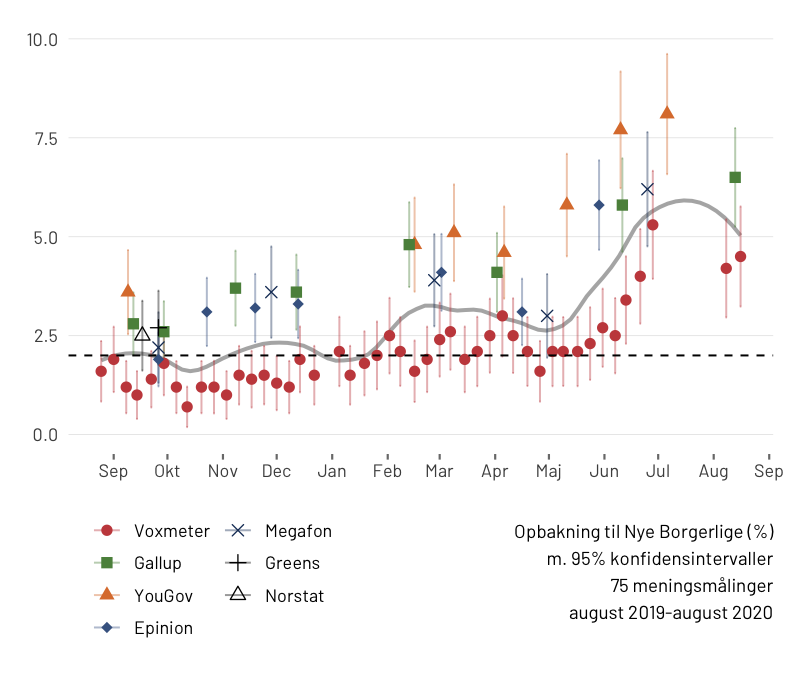 10.0
7.5
5.0
2.5
0.0
Sep Okt Nov Dec Jan Feb Mar Apr Maj Jun Jul Aug Sep
Voxmeter
Gallup
YouGov
Epinion
Megafon
Greens
Norstat
Opbakning til Nye Borgerlige (%)
m. 95% konfidensintervaller
75 meningsmålinger
august 2019-august 2020